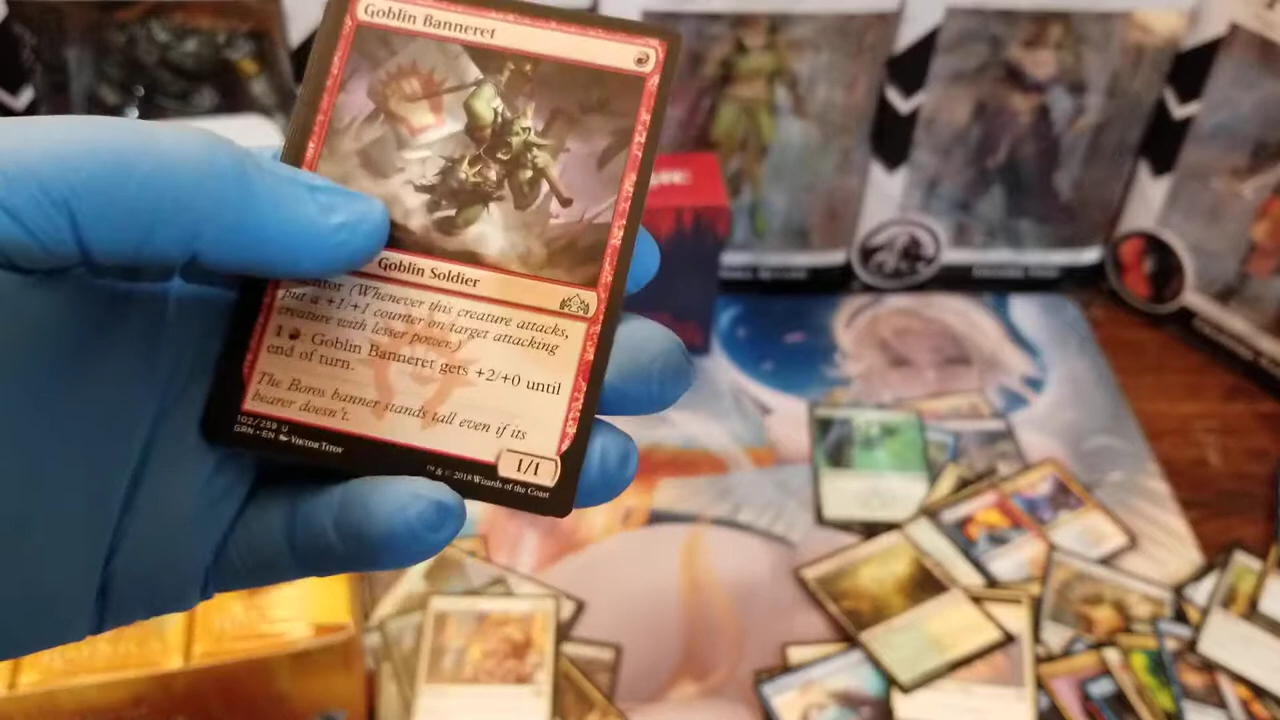 Goblin Banneret
Goblin Soldier
(Whenever this creature attacks,
put a +1/+1 counter on target attacking
creature with lesser power.)
1 : Goblin Banneret gets +2/+0 until
end of turn.
The Boros banner stands tall even if its
bearer doesn't.
102/259 U
GRN • EN Viktor Titov
1/1
™ & © 2018 Wizards of the Coast